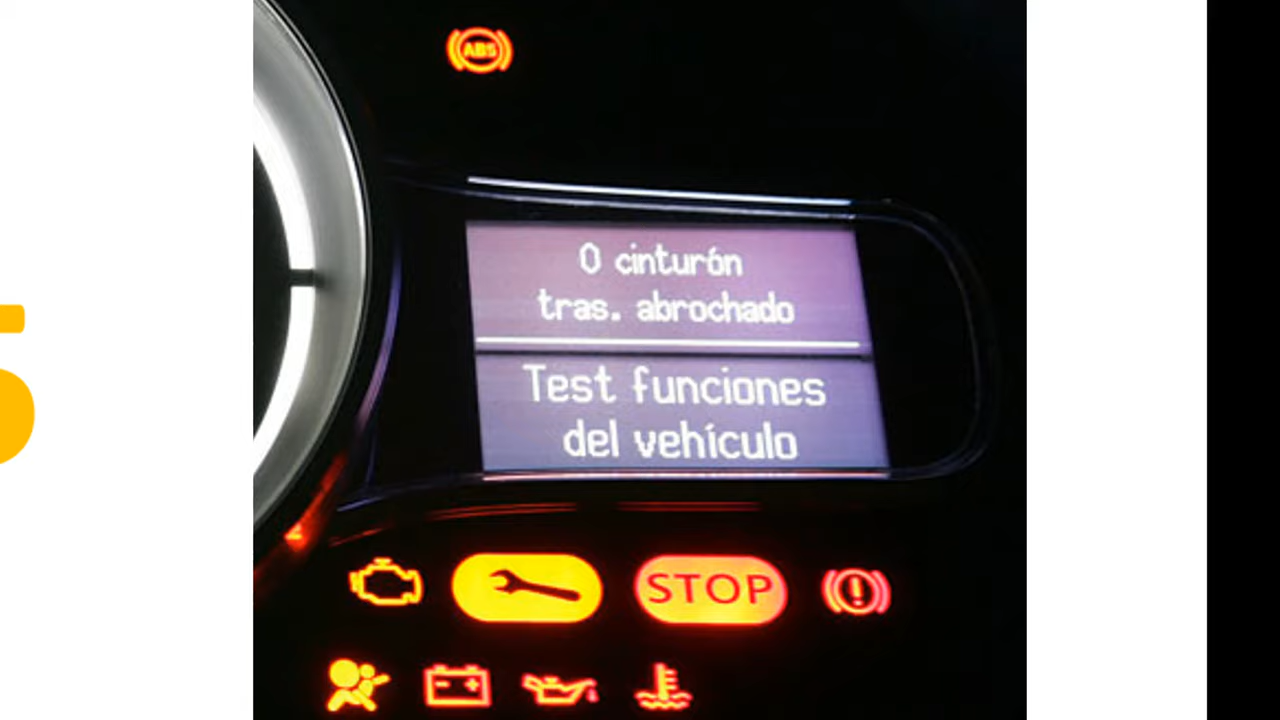 ABS
0 cinturón
tras. abrochado
Test funciones
del vehículo
STOP